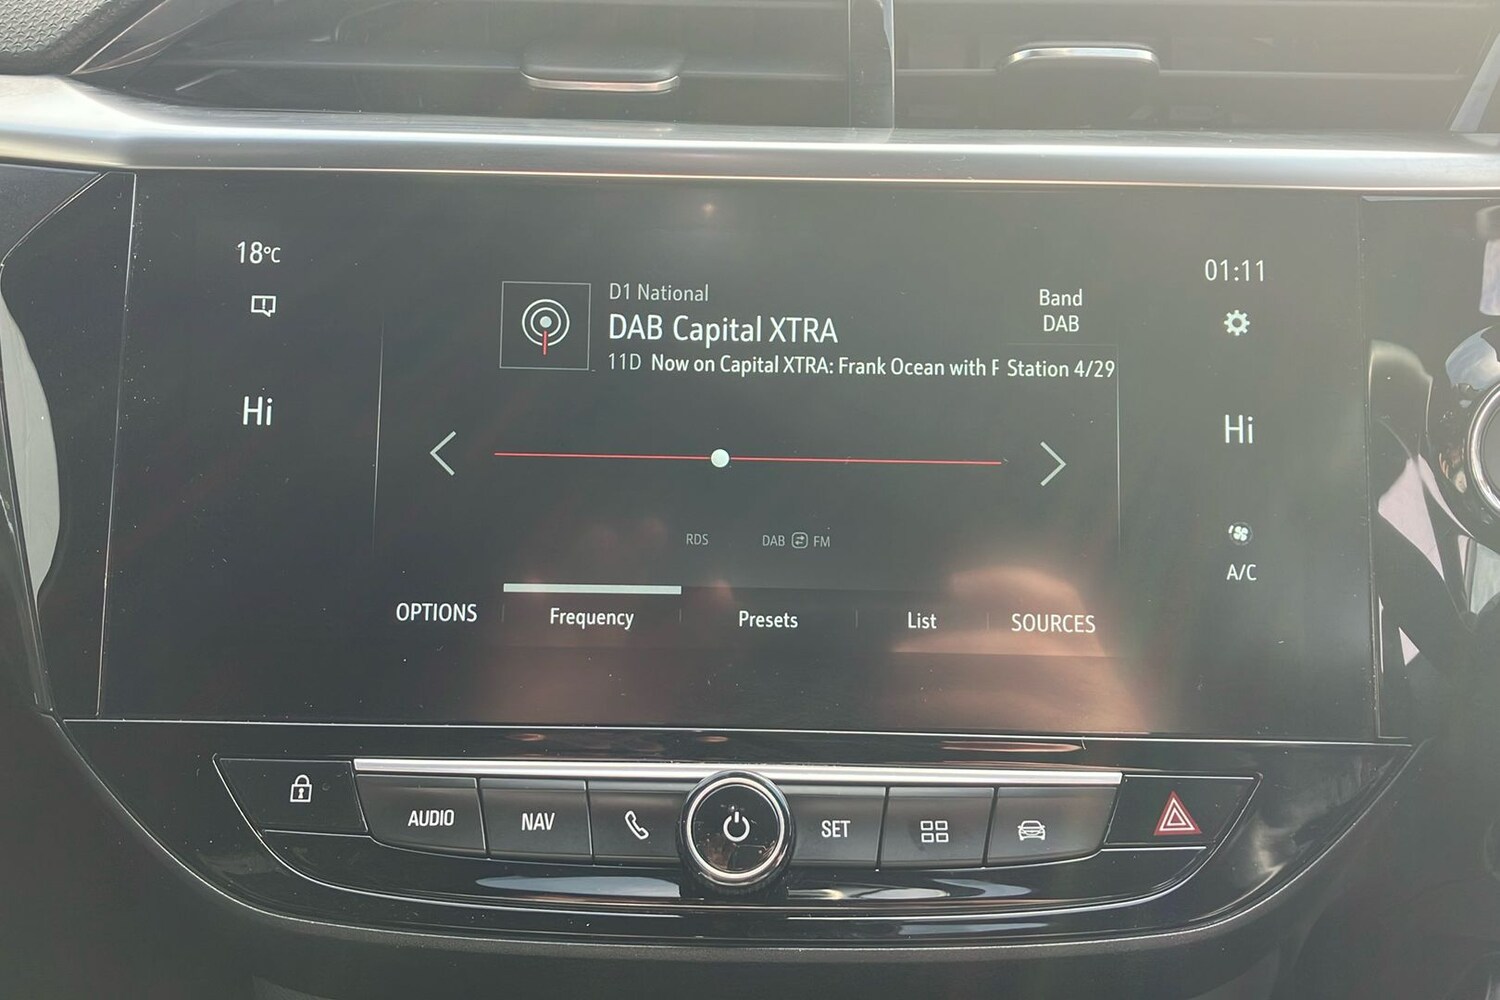 18°C
01:11
D1 National
DAB Capital XTRA
11D Now on Capital XTRA: Frank Ocean with F
Band
DAB
Station 4/29
Hi
Hi
RDS
DAB FM
A/C
OPTIONS
Frequency
Presets
List
SOURCES
AUDIO
NAV
SET